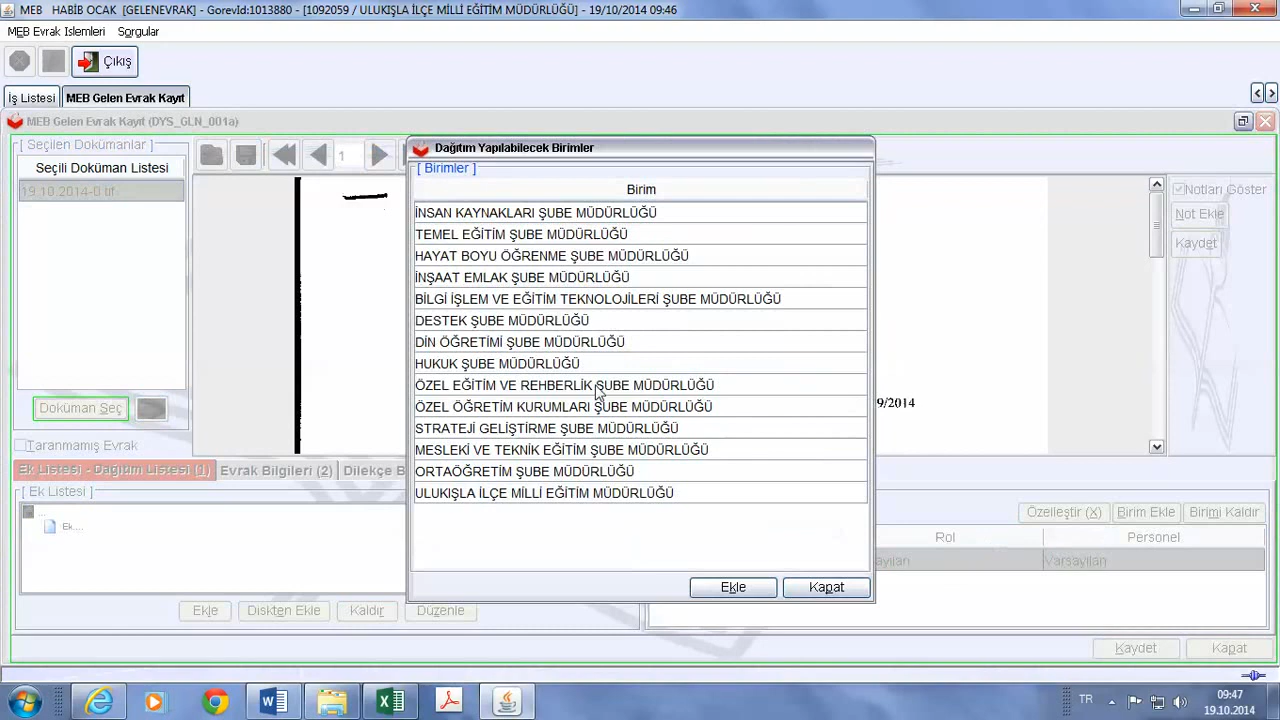 MEB HABİB OCAK [GELENEVRAK] - GorevId:1013880 - [1092059 / ULUKIŞLA İLÇE MİLLİ EĞİTİM MÜDÜRLÜĞÜ] - 19/10/2014 09:46
MEB Evrak Islemleri Sorgular
Çıkış
İş Listesi MEB Gelen Evrak Kayıt
MEB Gelen Evrak Kayıt (DYS_GLN_001a)
[ Seçilen Dokümanlar ]
Seçili Doküman Listesi
19.10.2014-0.tif
1
Dağıtım Yapılabilecek Birimler
[ Birimler ]
Birim
İNSAN KAYNAKLARI ŞUBE MÜDÜRLÜĞÜ
TEMEL EĞİTİM ŞUBE MÜDÜRLÜĞÜ
HAYAT BOYU ÖĞRENME ŞUBE MÜDÜRLÜĞÜ
İNŞAAT EMLAK ŞUBE MÜDÜRLÜĞÜ
BİLGİ İŞLEM VE EĞİTİM TEKNOLOJİLERİ ŞUBE MÜDÜRLÜĞÜ
DESTEK ŞUBE MÜDÜRLÜĞÜ
DİN ÖĞRETİMİ ŞUBE MÜDÜRLÜĞÜ
HUKUK ŞUBE MÜDÜRLÜĞÜ
ÖZEL EĞİTİM VE REHBERLİK ŞUBE MÜDÜRLÜĞÜ
ÖZEL ÖĞRETİM KURUMLARI ŞUBE MÜDÜRLÜĞÜ
STRATEJİ GELİŞTİRME ŞUBE MÜDÜRLÜĞÜ
MESLEKİ VE TEKNİK EĞİTİM ŞUBE MÜDÜRLÜĞÜ
ORTAÖĞRETİM ŞUBE MÜDÜRLÜĞÜ
ULUKIŞLA İLÇE MİLLİ EĞİTİM MÜDÜRLÜĞÜ
Ekle Kapat
9/2014
Notları Göster
Not Ekle
Kaydet
Doküman Seç
Taranmamış Evrak
Ek Listesi - Dağıtım Listesi (1) Evrak Bilgileri (2) Dilekçe B
[ Ek Listesi ]
...
Ek...
Ekle Diskten Ekle Kaldır Düzenle
Özelleştir (X) Birim Ekle Birimi Kaldır
Rol Personel
ayılan Varsayılan
Kaydet Kapat
TR
09:47
19.10.2014